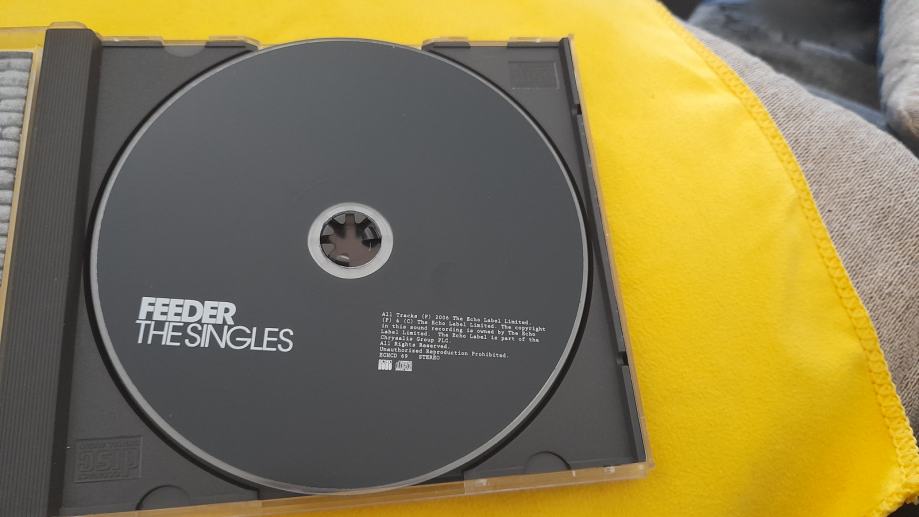 FEEDER
THE SINGLES
All Tracks (P) 2006 The Echo Label Limited.
(P) & (C) The Echo Label Limited. The copyright
in this sound recording is owned by The Echo
Label Limited. The Echo Label is part of the
Chrysalis Group PLC.
All Rights Reserved.
Unauthorised Reproduction Prohibited.
ECHCD 69 STEREO
disc